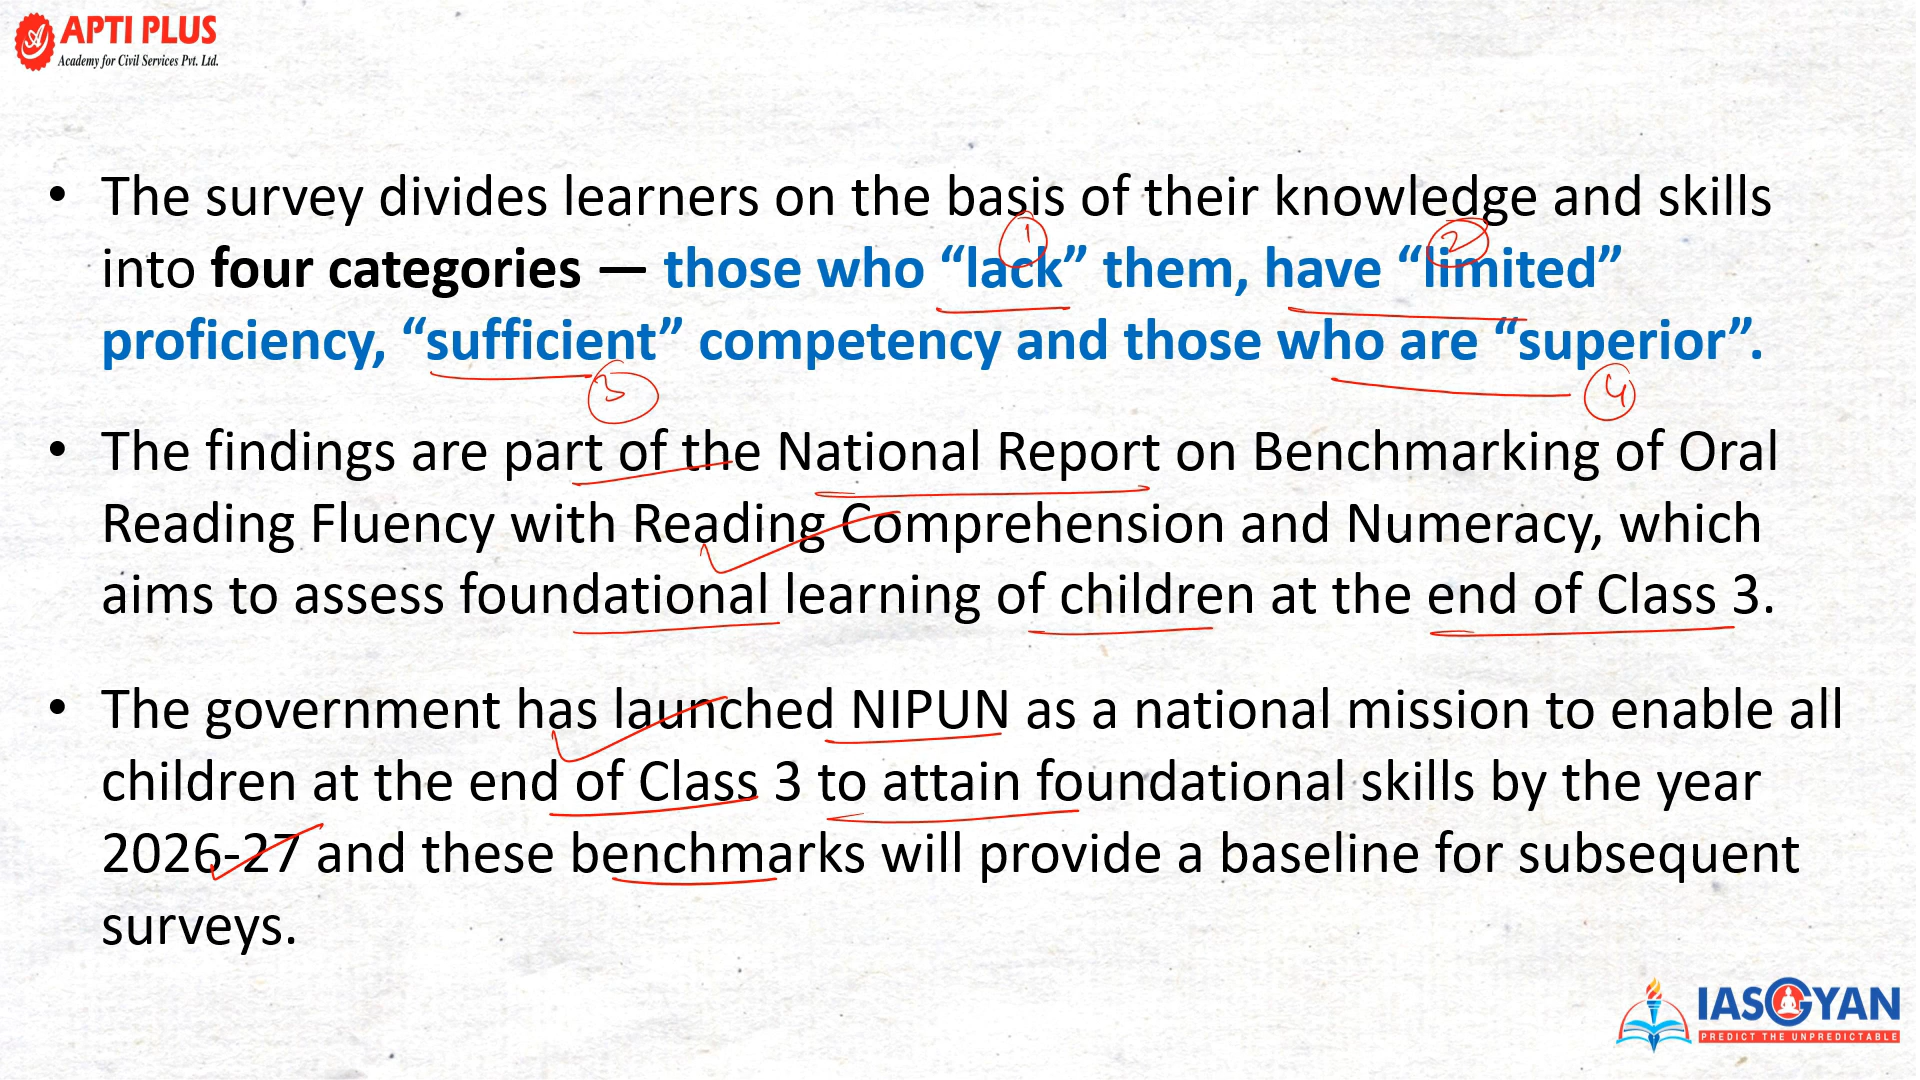 APTI PLUS
Academy for Civil Services Pvt. Ltd.
• The survey divides learners on the basis of their knowledge and skills
into four categories — those who “lack” them, have “limited”
proficiency, “sufficient” competency and those who are “superior”.
1
2
3
4
• The findings are part of the National Report on Benchmarking of Oral
Reading Fluency with Reading Comprehension and Numeracy, which
aims to assess foundational learning of children at the end of Class 3.
• The government has launched NIPUN as a national mission to enable all
children at the end of Class 3 to attain foundational skills by the year
2026-27 and these benchmarks will provide a baseline for subsequent
surveys.
IASGYAN
PREDICT THE UNPREDICTABLE